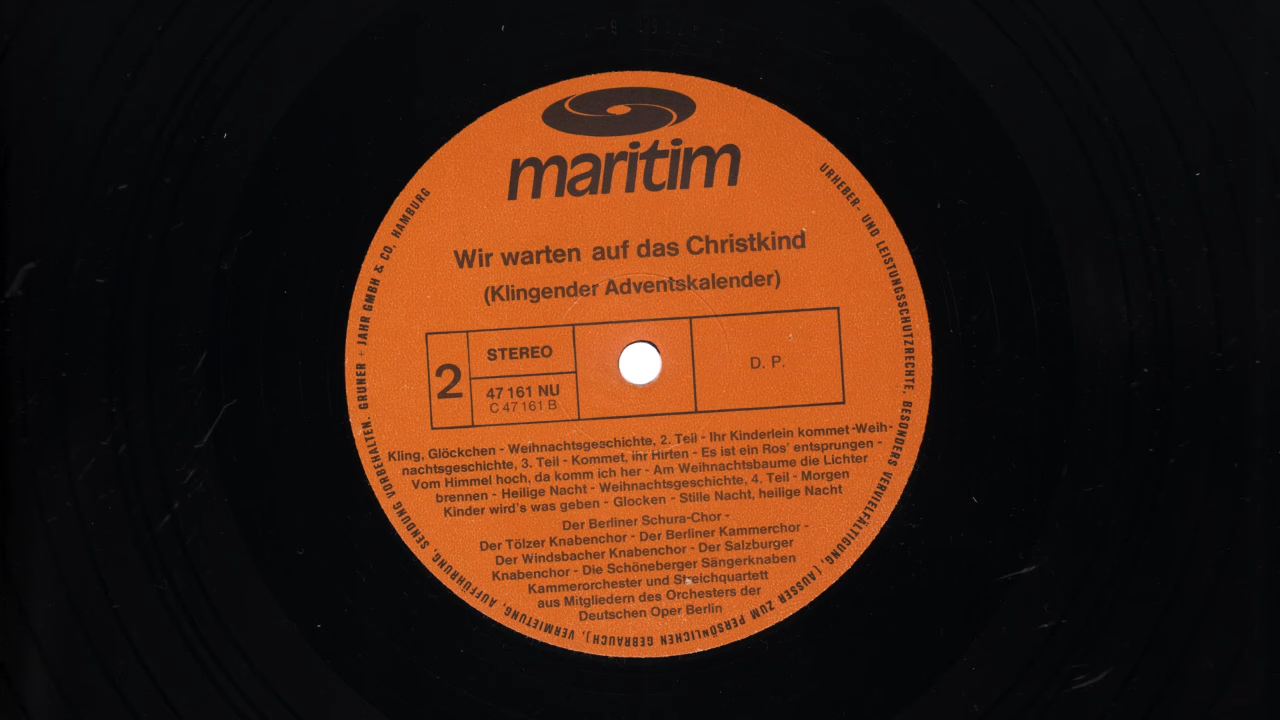 maritim
Wir warten auf das Christkind
(Klingender Adventskalender)
2
STEREO
47 161 NU
C 47 161 B
D. P.
Kling, Glöckchen - Weihnachtsgeschichte, 2. Teil - Ihr Kinderlein kommet - Weih-
nachtsgeschichte, 3. Teil - Kommet, ihr Hirten - Es ist ein Ros' entsprungen -
Vom Himmel hoch, da komm ich her - Am Weihnachtsbaume die Lichter
brennen - Heilige Nacht - Weihnachtsgeschichte, 4. Teil - Morgen
Kinder wird's was geben - Glocken - Stille Nacht, heilige Nacht
Der Berliner Schura-Chor -
Der Tölzer Knabenchor - Der Berliner Kammerchor -
Der Windsbacher Knabenchor - Der Salzburger
Knabenchor - Die Schöneberger Sängerknaben
Kammerorchester und Streichquartett
aus Mitgliedern des Orchesters der
Deutschen Oper Berlin
URHEBER- UND LEISTUNGSSCHUTZRECHTE, BESONDERS VERVIELFÄLTIGUNG, (AUSSER ZUM PERSÖNLICHEN GEBRAUCH), VERMIETUNG, AUFFÜHRUNG, SENDUNG VORBEHALTEN. GRUNER + JAHR GMBH & CO, HAMBURG